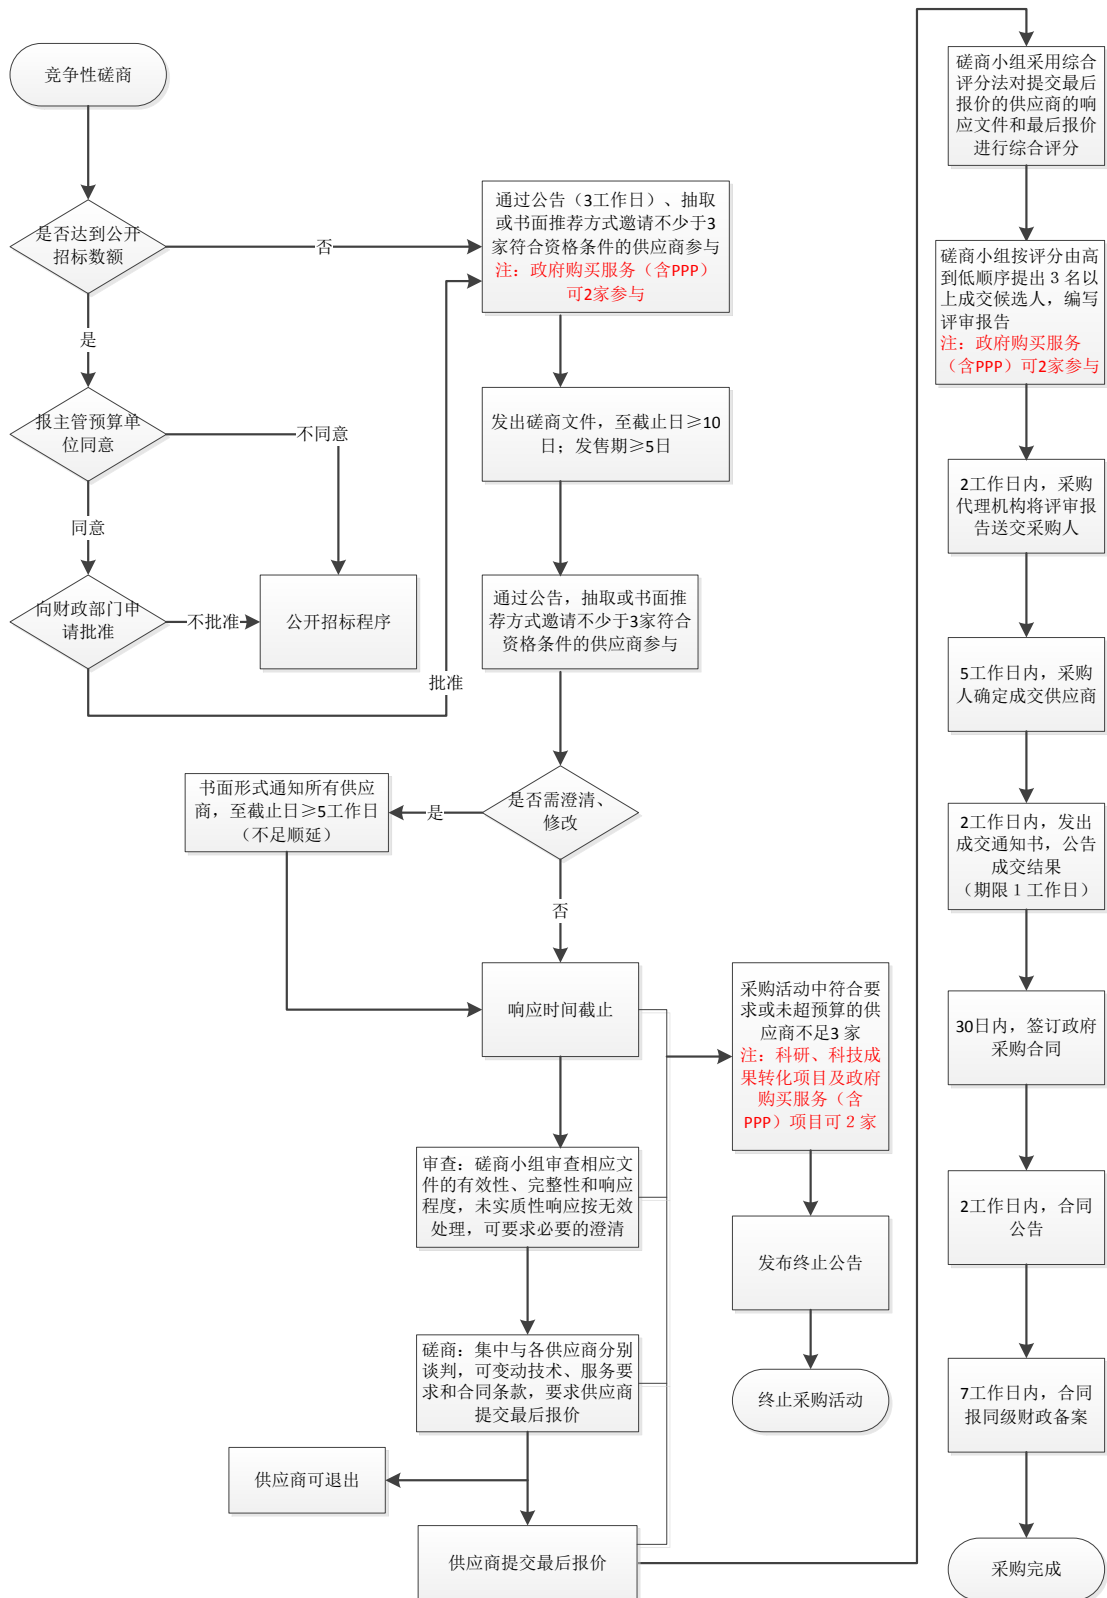 竞争性磋商
是否达到公开
招标数额
否
是
报主管预算单
位同意
不同意
同意
向财政部门申
请批准
不批准
公开招标程序
批准
通过公告（3工作日）、抽取
或书面推荐方式邀请不少于3
家符合资格条件的供应商参与
注：政府购买服务（含PPP）
可2家参与
发出磋商文件，至截止日≥10
日；发售期≥5日
通过公告，抽取或书面推
荐方式邀请不少于3家符合
资格条件的供应商参与
是否需澄清、
修改
是
书面形式通知所有供应
商，至截止日≥5工作日
（不足顺延）
否
响应时间截止
审查：磋商小组审查相应文
件的有效性、完整性和响应
程度，未实质性响应按无效
处理，可要求必要的澄清
磋商：集中与各供应商分别
谈判，可变动技术、服务要
求和合同条款，要求供应商
提交最后报价
供应商可退出
供应商提交最后报价
采购活动中符合要
求或未超预算的供
应商不足3 家
注：科研、科技成
果转化项目及政府
购买服务（含
PPP）项目可 2 家
发布终止公告
终止采购活动
磋商小组采用综合
评分法对提交最后
报价的供应商的响
应文件和最后报价
进行综合评分
磋商小组按评分由高
到低顺序提出 3 名以
上成交候选人，编写
评审报告
注：政府购买服务
（含PPP）可2家参与
2工作日内，采购
代理机构将评审报
告送交采购人
5工作日内，采购
人确定成交供应商
2工作日内，发出
成交通知书，公告
成交结果
（期限 1 工作日）
30日内，签订政府
采购合同
2工作日内，合同
公告
7工作日内，合同
报同级财政备案
采购完成